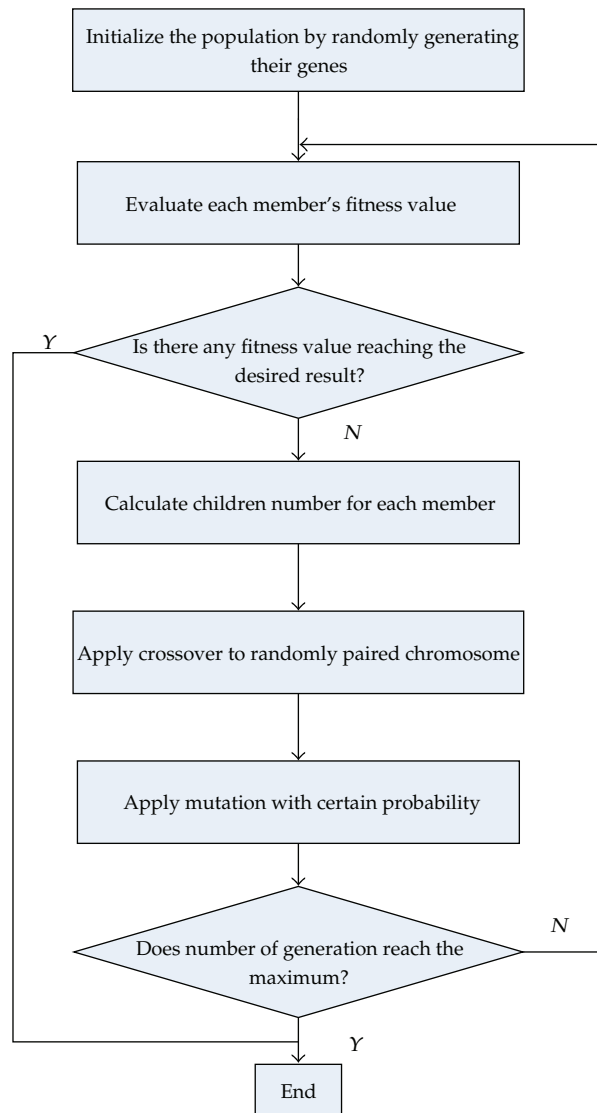 Initialize the population by randomly generating
their genes
Evaluate each member's fitness value
Y
Is there any fitness value reaching the
desired result?
N
Calculate children number for each member
Apply crossover to randomly paired chromosome
Apply mutation with certain probability
N
Does number of generation reach the
maximum?
Y
End